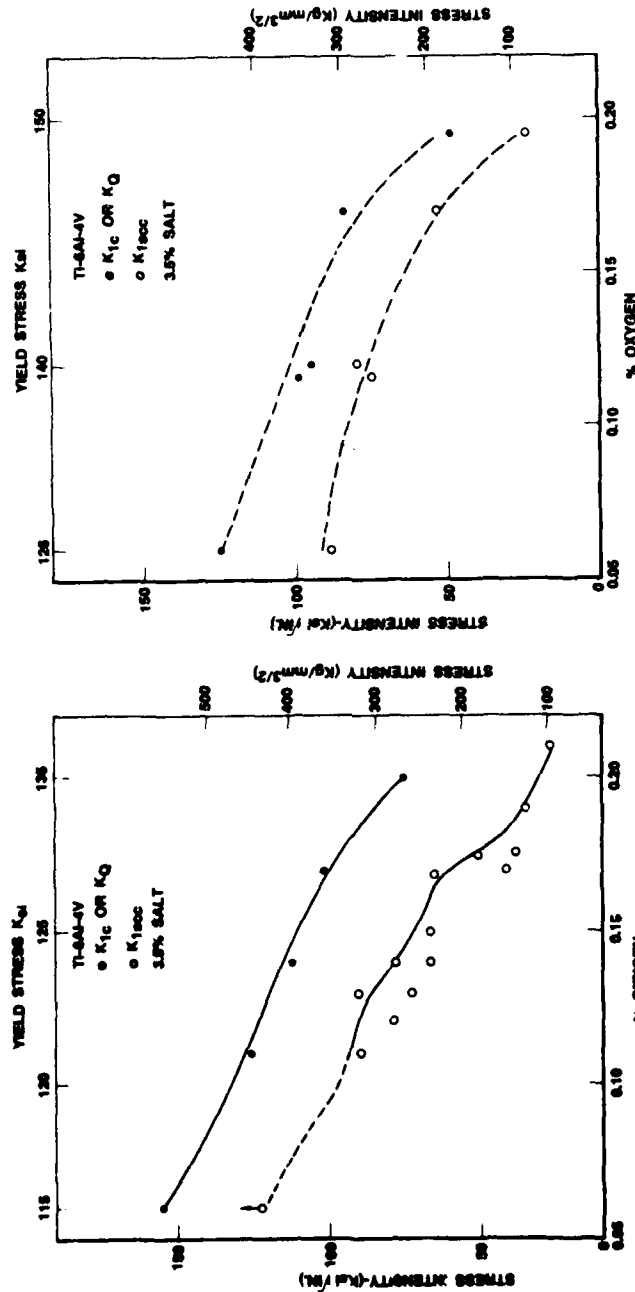 YIELD STRESS Ksi
115 120 125 135
TI-6Al-4V
● K1c OR KQ
○ K1scc
3.5% SALT
STRESS INTENSITY-(Ksi √IN.)
150
100
50
0
STRESS INTENSITY (Kg/mm3/2)
500
400
300
200
100
0.05 0.10 0.15 0.20
YIELD STRESS Ksi
126 140 150
TI-6Al-4V
● K1c OR KQ
○ K1scc
3.5% SALT
STRESS INTENSITY-(Ksi √IN.)
150
100
50
0
STRESS INTENSITY (Kg/mm3/2)
400
300
200
100
0.05 0.10 0.15 0.20
% OXYGEN